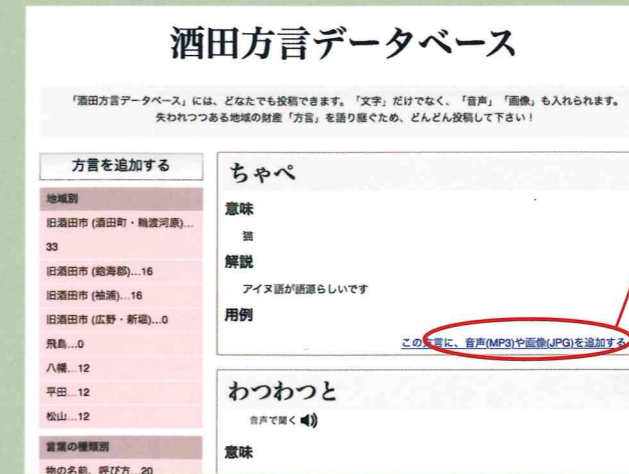 酒田方言データベース
「酒田方言データベース」には、どなたでも投稿できます。「文字」だけでなく、「音声」「画像」も入れられます。
失われつつある地域の財産「方言」を語り継ぐため、どんどん投稿して下さい！
方言を追加する
地域別
旧酒田市 (酒田町・鵜渡河原)...
33
旧酒田市 (飽海郡)...16
旧酒田市 (袖浦)...16
旧酒田市 (広野・新堀)...0
飛島...0
八幡...12
平田...12
松山...12
言葉の種類別
物の名前、呼び方...20
ちゃペ
意味
猫
解説
アイヌ語が語源らしいです
用例
この方言に、音声(MP3)や画像(JPG)を追加する
わつわつと
音声で聞く
意味